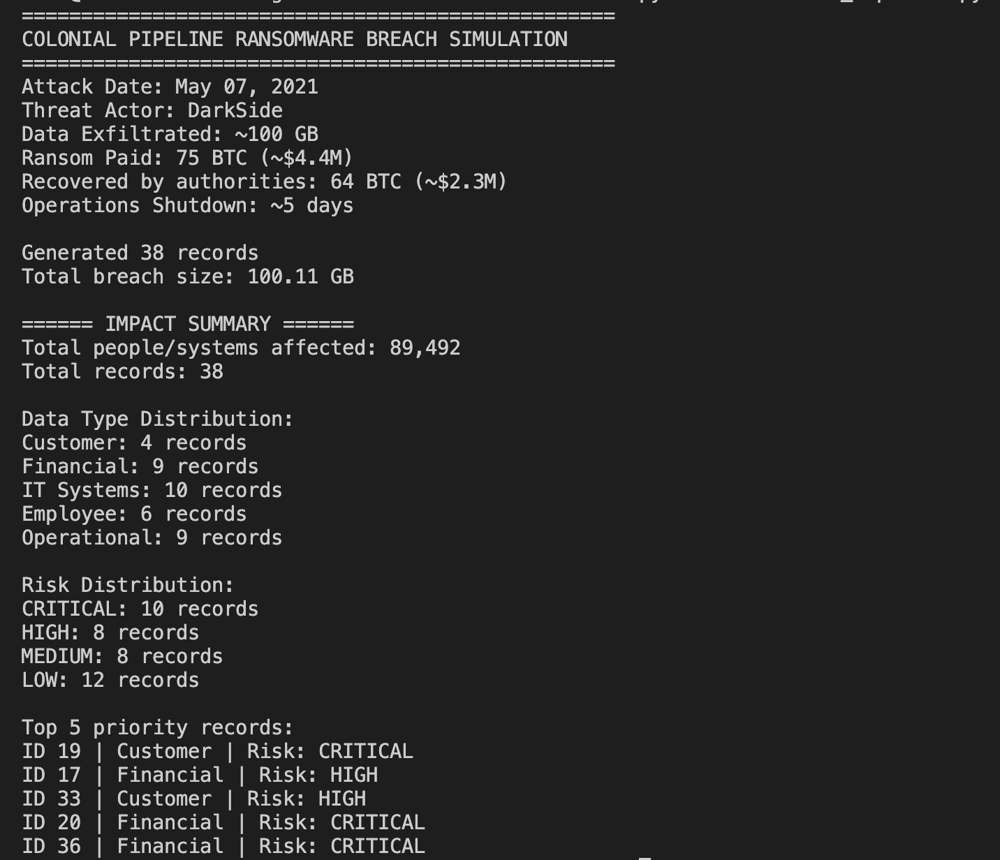 ==================================================
COLONIAL PIPELINE RANSOMWARE BREACH SIMULATION
==================================================
Attack Date: May 07, 2021
Threat Actor: DarkSide
Data Exfiltrated: ~100 GB
Ransom Paid: 75 BTC (~$4.4M)
Recovered by authorities: 64 BTC (~$2.3M)
Operations Shutdown: ~5 days
Generated 38 records
Total breach size: 100.11 GB
====== IMPACT SUMMARY ======
Total people/systems affected: 89,492
Total records: 38
Data Type Distribution:
Customer: 4 records
Financial: 9 records
IT Systems: 10 records
Employee: 6 records
Operational: 9 records
Risk Distribution:
CRITICAL: 10 records
HIGH: 8 records
MEDIUM: 8 records
LOW: 12 records
Top 5 priority records:
ID 19 | Customer | Risk: CRITICAL
ID 17 | Financial | Risk: HIGH
ID 33 | Customer | Risk: HIGH
ID 20 | Financial | Risk: CRITICAL
ID 36 | Financial | Risk: CRITICAL